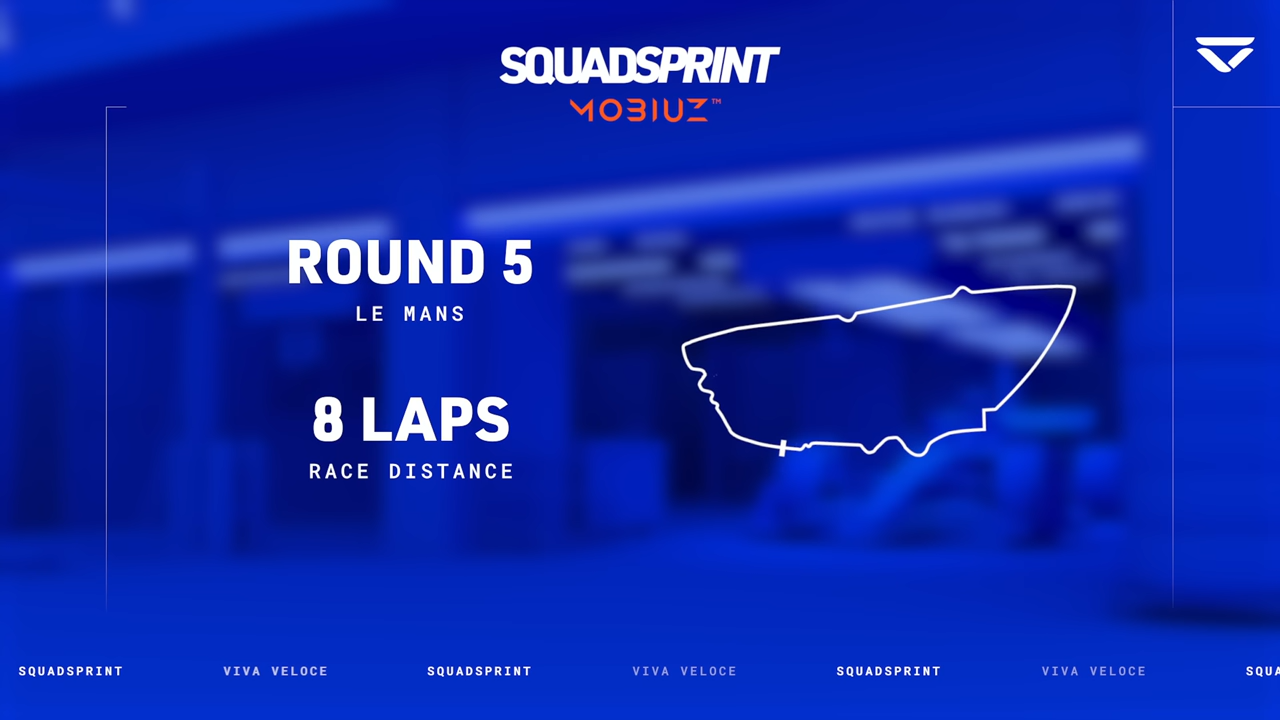 SQUADSPRINT
MOBIUZ™
ROUND 5
LE MANS
8 LAPS
RACE DISTANCE
SQUADSPRINT VIVA VELOCE SQUADSPRINT VIVA VELOCE SQUADSPRINT VIVA VELOCE SQUA